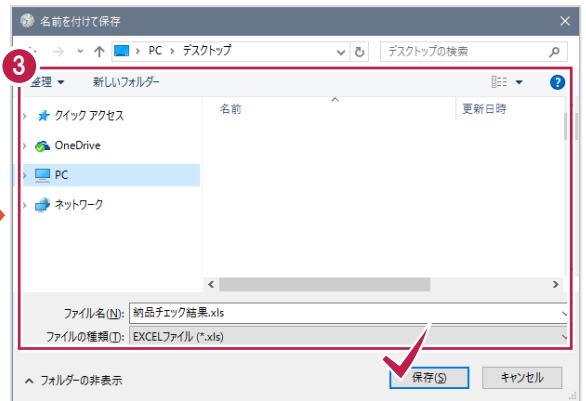 名前を付けて保存
PC › デスクトップ
デスクトップの検索
3
整理 新しいフォルダー
名前 更新日時
クイック アクセス
OneDrive
PC
ネットワーク
ファイル名(N): 納品チェック結果.xls
ファイルの種類(T): EXCELファイル (*.xls)
フォルダーの非表示
保存(S) キャンセル